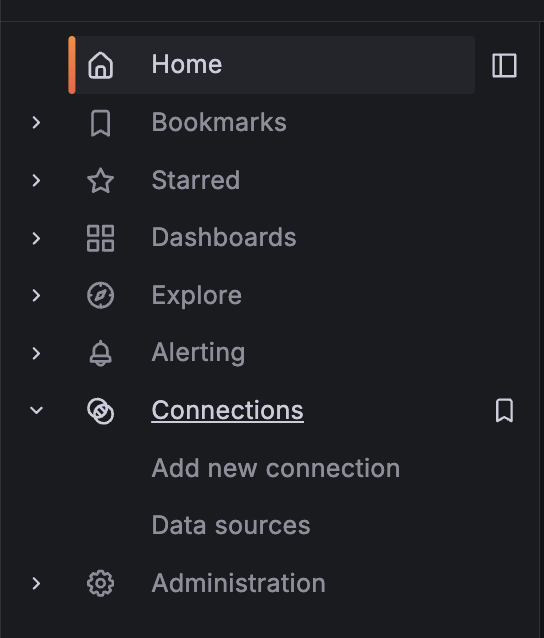 Home
Bookmarks
Starred
Dashboards
Explore
Alerting
Connections
Add new connection
Data sources
Administration